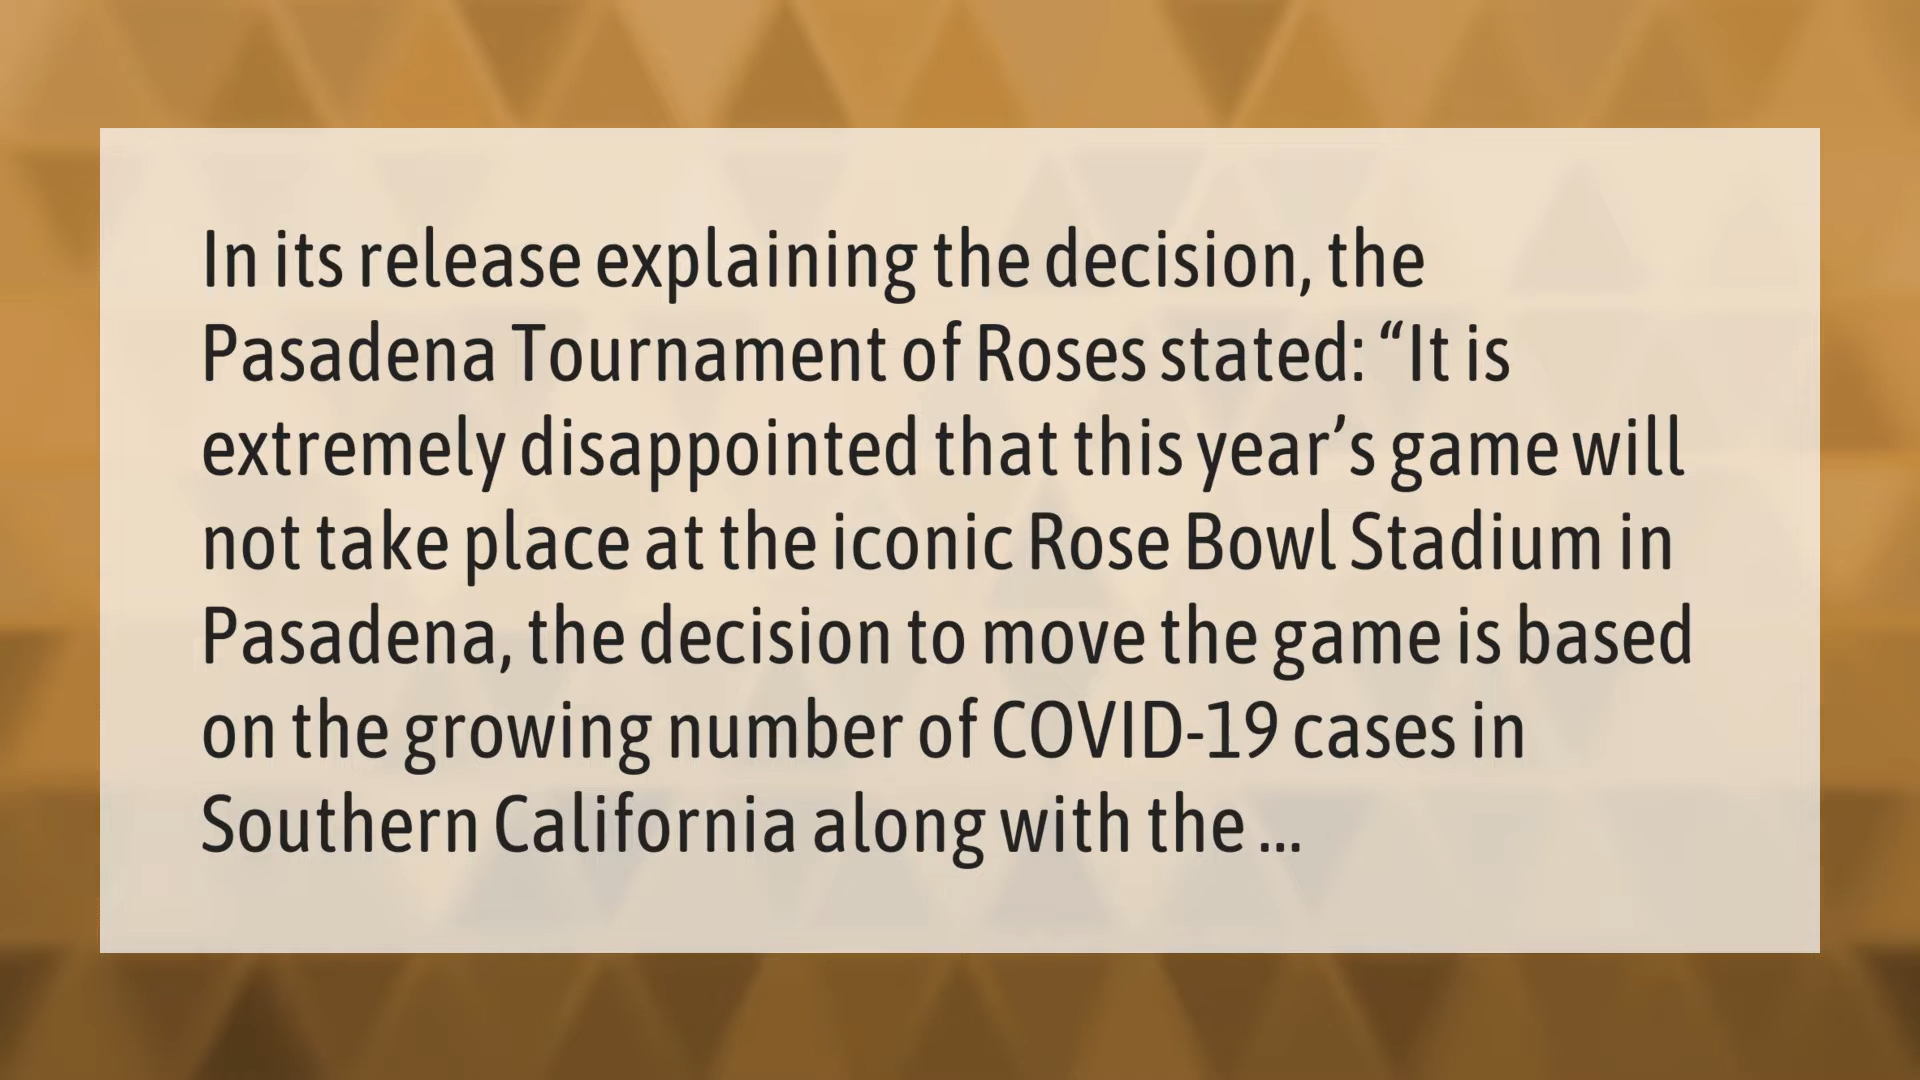 In its release explaining the decision, the
Pasadena Tournament of Roses stated: “It is
extremely disappointed that this year’s game will
not take place at the iconic Rose Bowl Stadium in
Pasadena, the decision to move the game is based
on the growing number of COVID-19 cases in
Southern California along with the ...